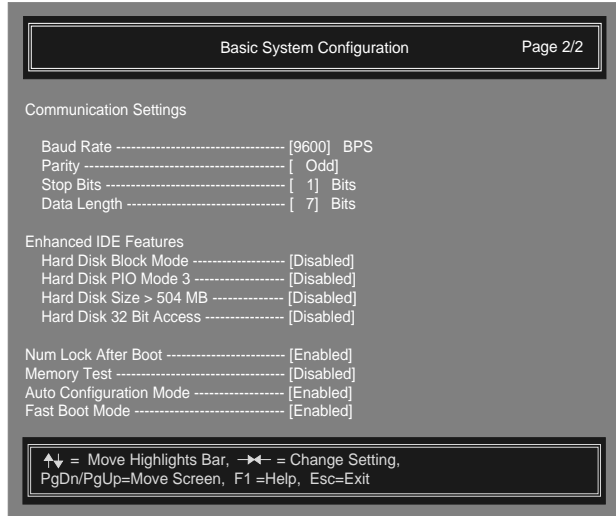 Basic System Configuration Page 2/2
Communication Settings
Baud Rate --------------------------------- [9600] BPS
Parity --------------------------------------- [ Odd]
Stop Bits ----------------------------------- [ 1] Bits
Data Length ------------------------------- [ 7] Bits
Enhanced IDE Features
Hard Disk Block Mode ------------------ [Disabled]
Hard Disk PIO Mode 3 ------------------ [Disabled]
Hard Disk Size > 504 MB -------------- [Disabled]
Hard Disk 32 Bit Access ---------------- [Disabled]
Num Lock After Boot ----------------------- [Enabled]
Memory Test --------------------------------- [Disabled]
Auto Configuration Mode ------------------ [Enabled]
Fast Boot Mode ----------------------------- [Enabled]
↑↓ = Move Highlights Bar, →← = Change Setting,
PgDn/PgUp=Move Screen, F1 =Help, Esc=Exit